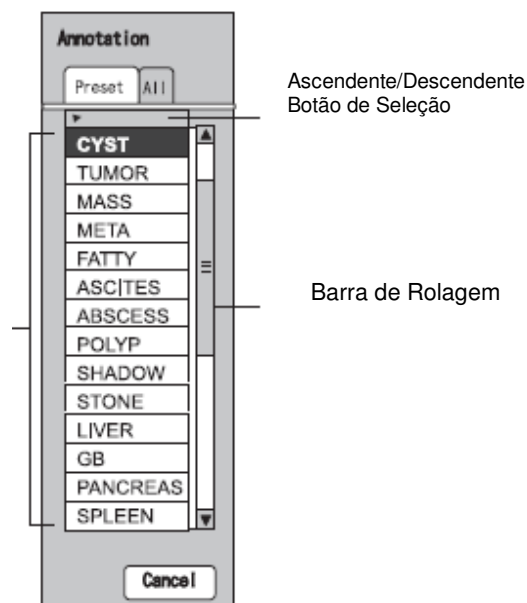 Annotation
Preset All
Ascendente/Descendente
Botão de Seleção
CYST
TUMOR
MASS
META
FATTY
ASCITES
Barra de Rolagem
ABSCESS
POLYP
SHADOW
STONE
LIVER
GB
PANCREAS
SPLEEN
Cancel